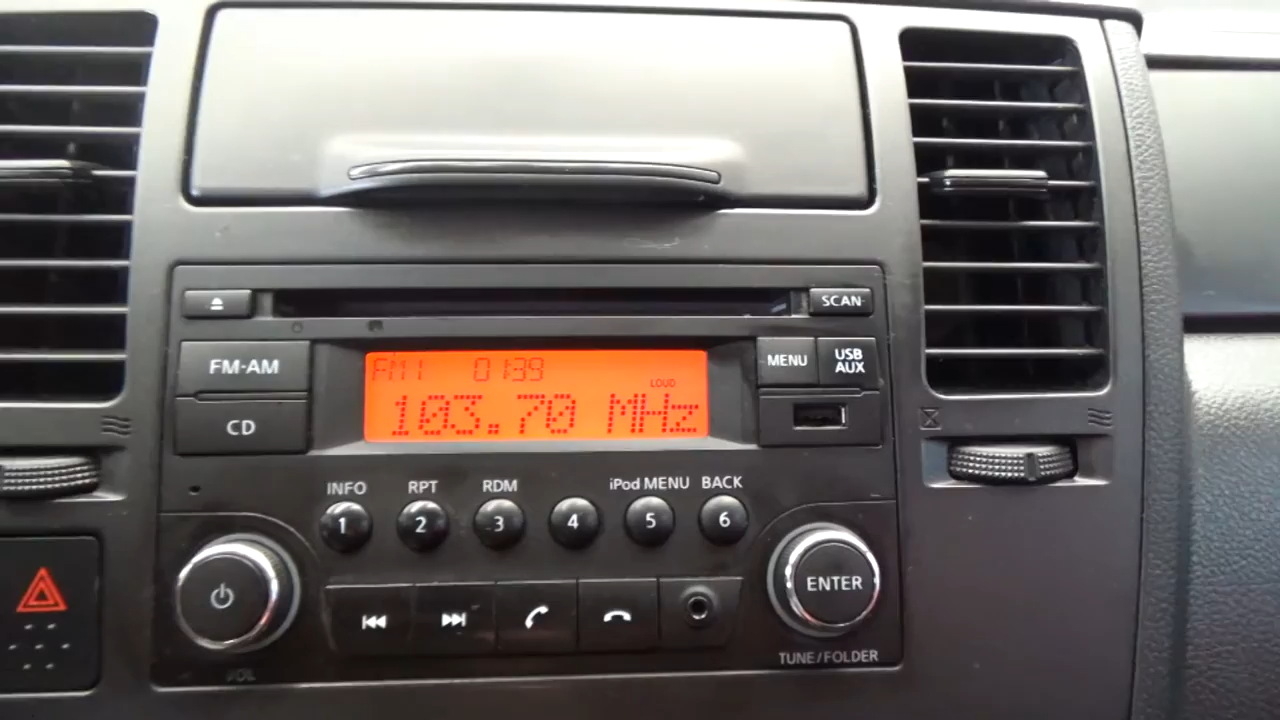 SCAN
FM·AM
CD
FM1 01:39
LOUD
103.70 MHz
MENU
USB AUX
INFO RPT RDM iPod MENU BACK
1 2 3 4 5 6
ENTER
VOL
TUNE/FOLDER